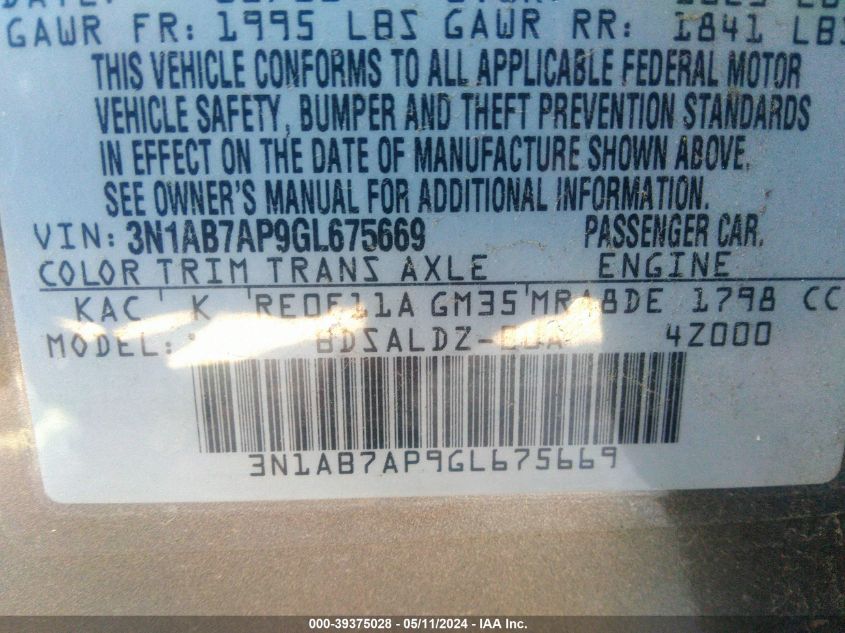 GAWR FR: 1995 LBS GAWR RR: 1841 LBS
THIS VEHICLE CONFORMS TO ALL APPLICABLE FEDERAL MOTOR
VEHICLE SAFETY, BUMPER AND THEFT PREVENTION STANDARDS
IN EFFECT ON THE DATE OF MANUFACTURE SHOWN ABOVE.
SEE OWNER'S MANUAL FOR ADDITIONAL INFORMATION.
VIN: 3N1AB7AP9GL675669 PASSENGER CAR.
COLOR TRIM TRANS AXLE ENGINE
KAC K RE0F11A GM35 MRA8DE 1798 CC
MODEL: 4Z000
3N1AB7AP9GL675669
000-39375028 - 05/11/2024 - IAA Inc.